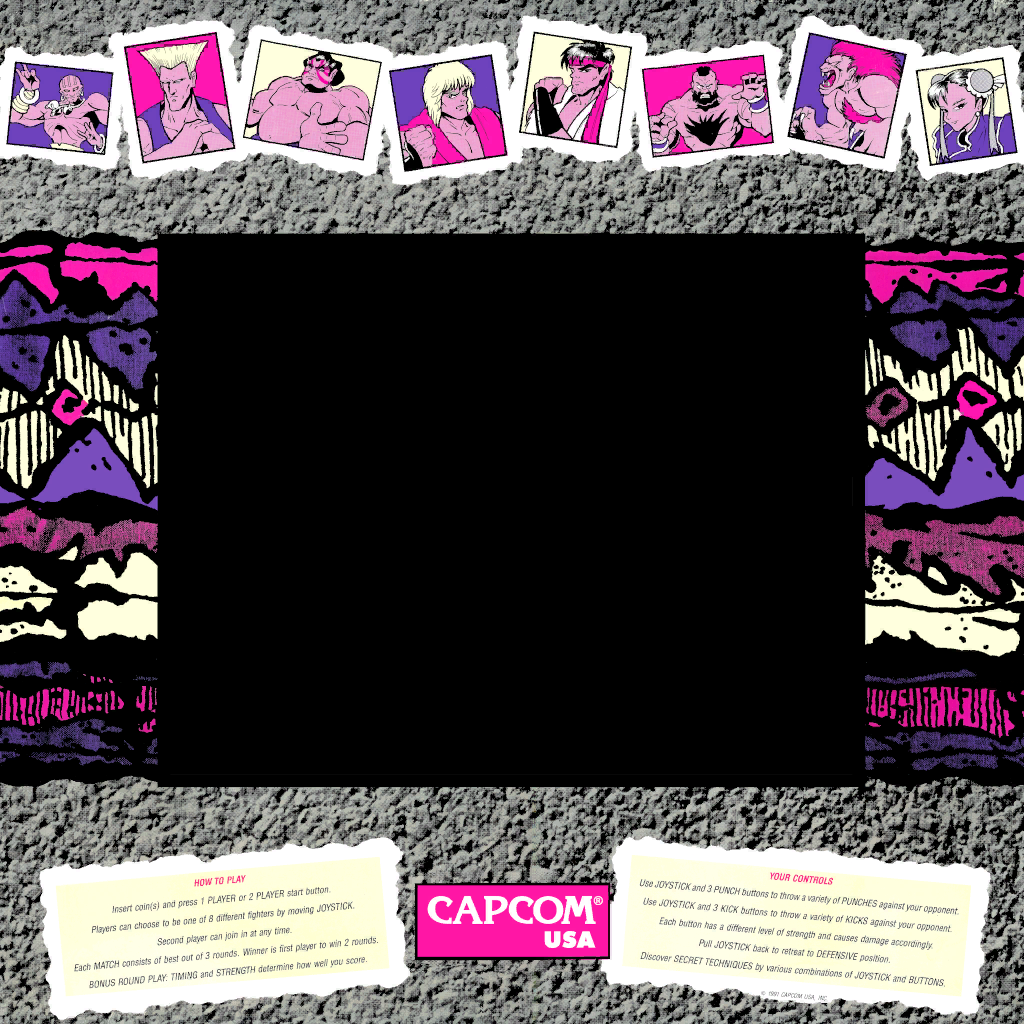 HOW TO PLAY
Insert coin(s) and press 1 PLAYER or 2 PLAYER start button.
Players can choose to be one of 8 different fighters by moving JOYSTICK.
Second player can join in at any time.
Each MATCH consists of best out of 3 rounds. Winner is first player to win 2 rounds.
BONUS ROUND PLAY: TIMING and STRENGTH determine how well you score.
CAPCOM®
USA
YOUR CONTROLS
Use JOYSTICK and 3 PUNCH buttons to throw a variety of PUNCHES against your opponent.
Use JOYSTICK and 3 KICK buttons to throw a variety of KICKS against your opponent.
Each button has a different level of strength and causes damage accordingly.
Pull JOYSTICK back to retreat to DEFENSIVE position.
Discover SECRET TECHNIQUES by various combinations of JOYSTICK and BUTTONS.
© 1991 CAPCOM USA, INC.